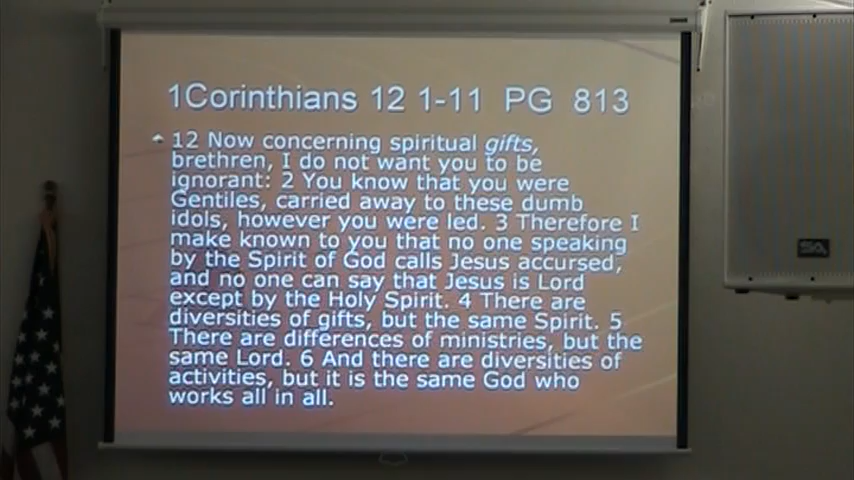 1Corinthians 12 1-11 PG 813
12 Now concerning spiritual gifts,
brethren, I do not want you to be
ignorant: 2 You know that you were
Gentiles, carried away to these dumb
idols, however you were led. 3 Therefore I
make known to you that no one speaking
by the Spirit of God calls Jesus accursed,
and no one can say that Jesus is Lord
except by the Holy Spirit. 4 There are
diversities of gifts, but the same Spirit. 5
There are differences of ministries, but the
same Lord. 6 And there are diversities of
activities, but it is the same God who
works all in all.